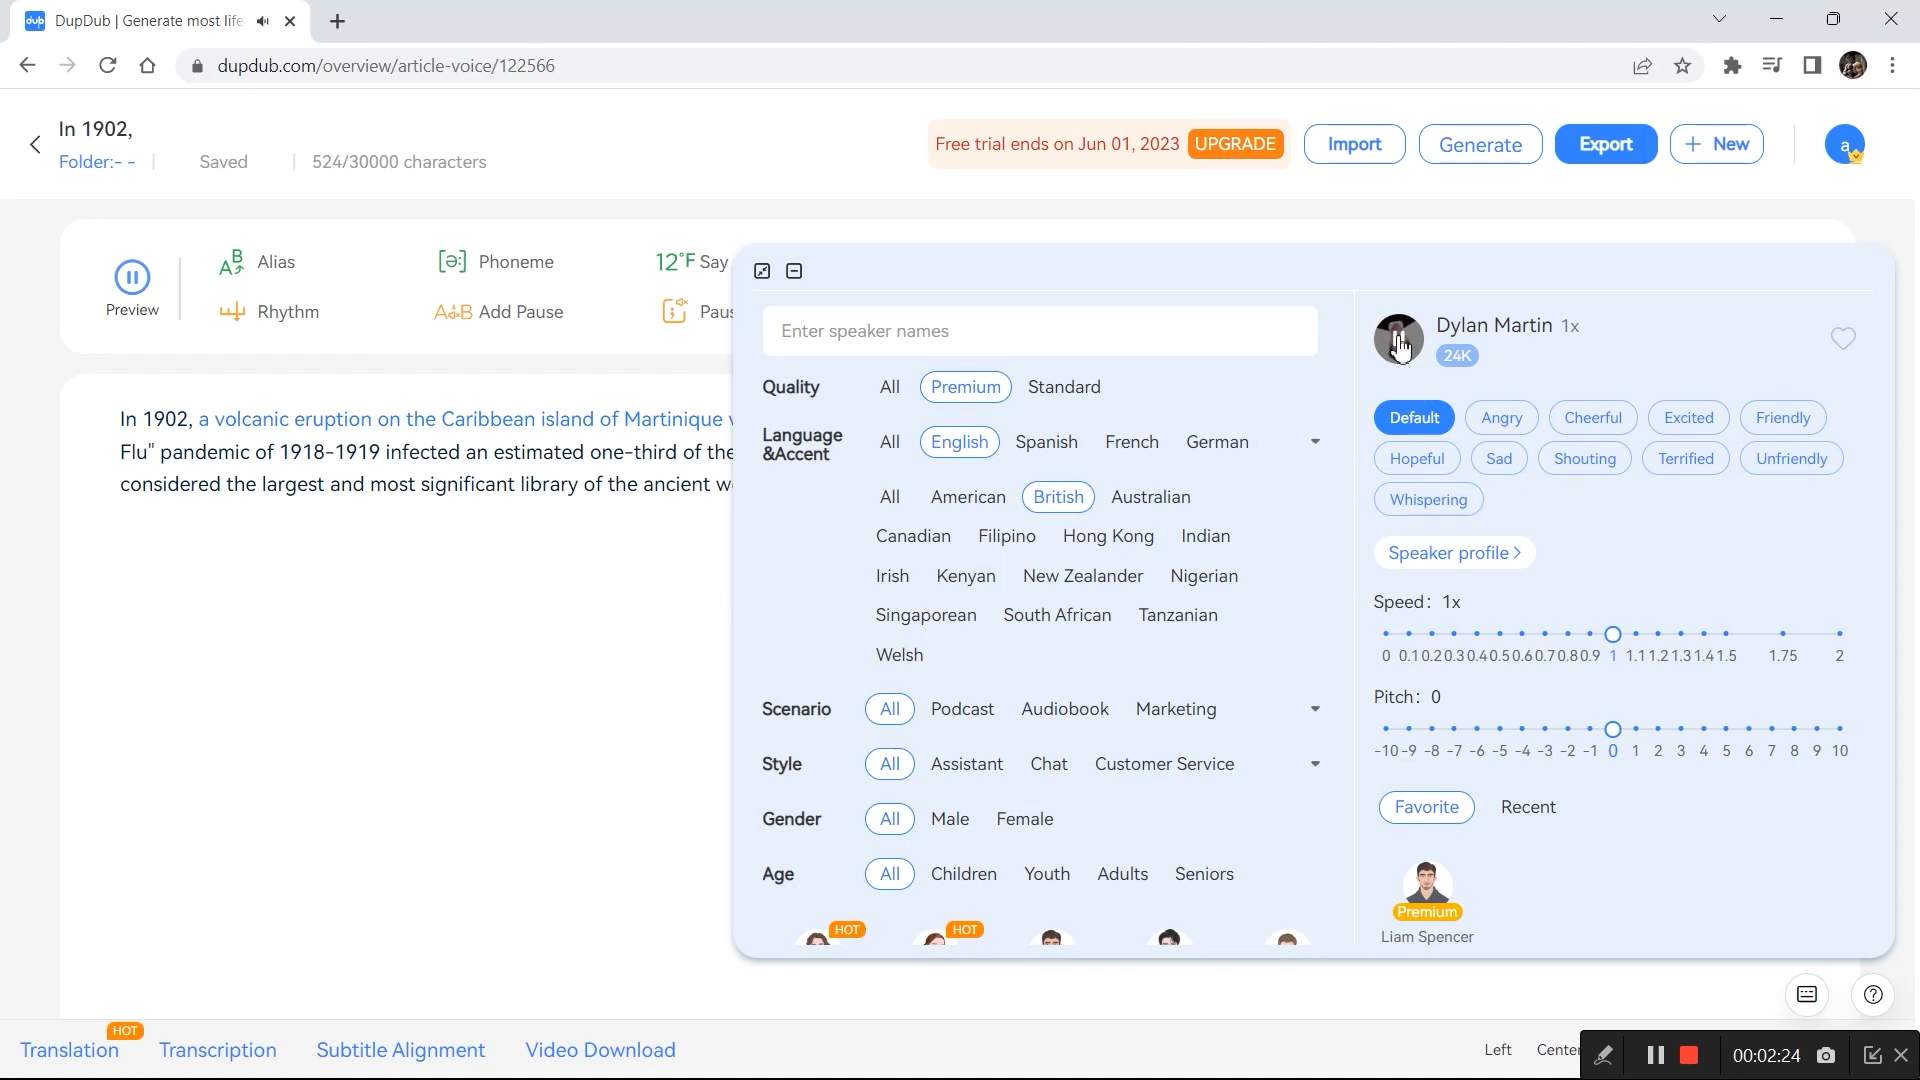 DupDub | Generate most life
dupdub.com/overview/article-voice/122566
In 1902,
Folder:- -
Saved
524/30000 characters
Free trial ends on Jun 01, 2023 UPGRADE
Import
Generate
Export
+ New
a
Preview
Alias
Phoneme
12°F Say
Rhythm
A+B Add Pause
Paus
In 1902, a volcanic eruption on the Caribbean island of Martinique
Flu" pandemic of 1918-1919 infected an estimated one-third of the
considered the largest and most significant library of the ancient w
Enter speaker names
Quality All Premium Standard
Language
&Accent
All English Spanish French German
All American British Australian
Canadian Filipino Hong Kong Indian
Irish Kenyan New Zealander Nigerian
Singaporean South African Tanzanian
Welsh
Scenario All Podcast Audiobook Marketing
Style All Assistant Chat Customer Service
Gender All Male Female
Age All Children Youth Adults Seniors
HOT HOT
Dylan Martin 1x
24K
Default Angry Cheerful Excited Friendly
Hopeful Sad Shouting Terrified Unfriendly
Whispering
Speaker profile >
Speed: 1x
0 0.1 0.2 0.3 0.4 0.5 0.6 0.7 0.8 0.9 1 1.1 1.2 1.3 1.4 1.5 1.75 2
Pitch: 0
-10 -9 -8 -7 -6 -5 -4 -3 -2 -1 0 1 2 3 4 5 6 7 8 9 10
Favorite Recent
Premium
Liam Spencer
HOT
Translation Transcription Subtitle Alignment Video Download
Left Center
00:02:24